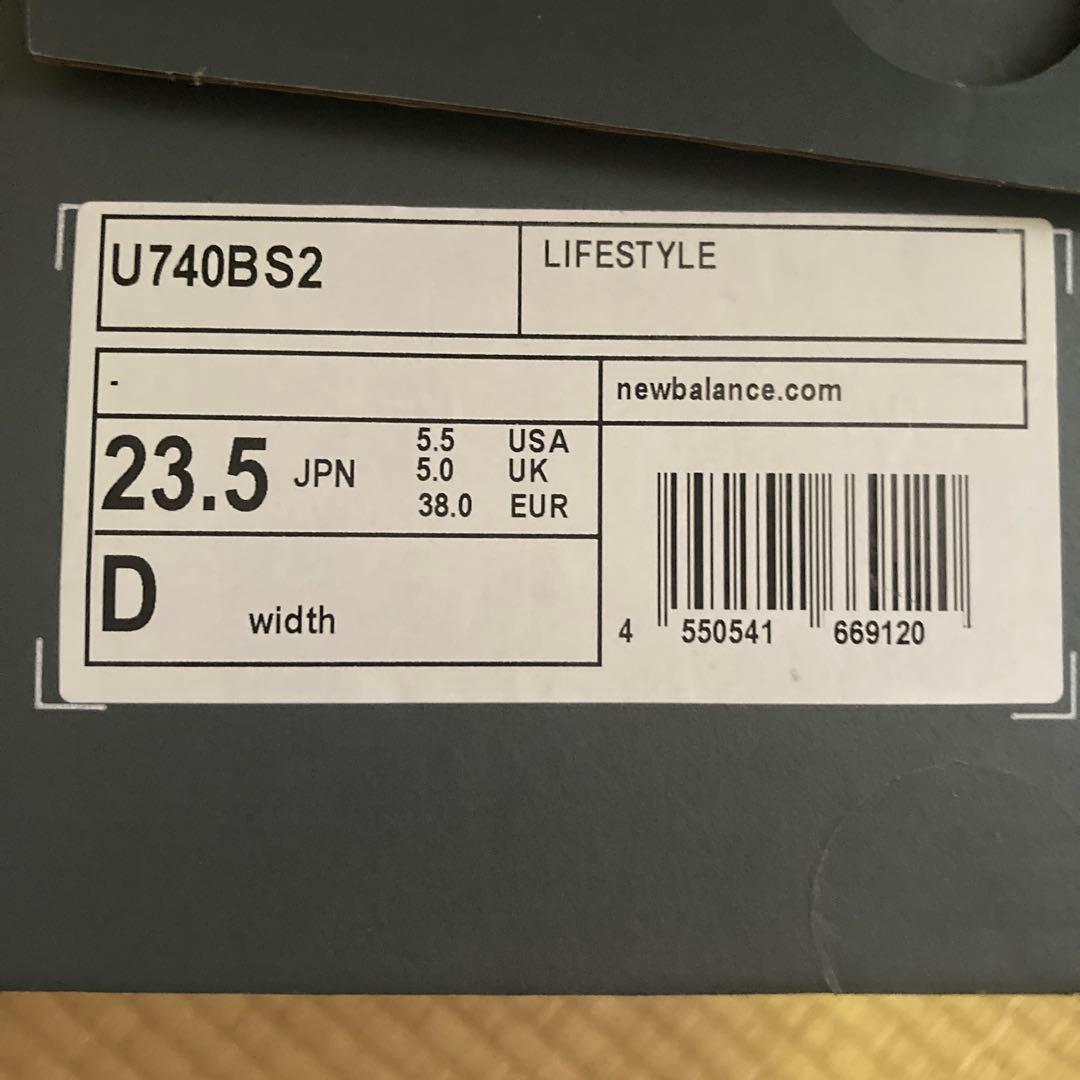 U740BS2
LIFESTYLE
-
newbalance.com
23.5 JPN
5.5 USA
5.0 UK
38.0 EUR
D width
4 550541 669120